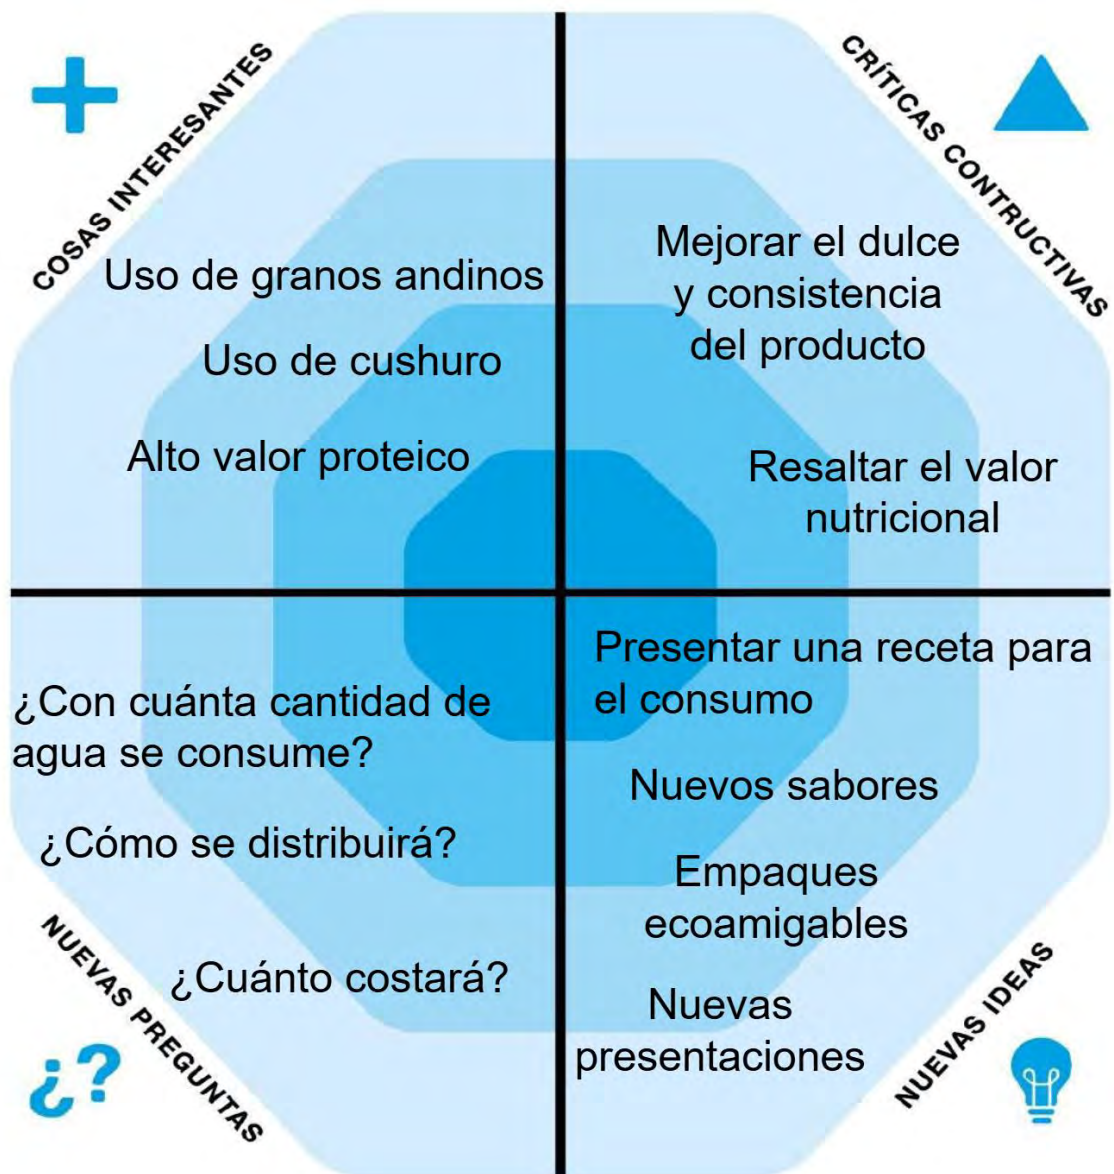 COSAS INTERESANTES
Uso de granos andinos
Uso de cushuro
Alto valor proteico
CRÍTICAS CONTRUCTIVAS
Mejorar el dulce
y consistencia
del producto
Resaltar el valor
nutricional
¿Con cuánta cantidad de
agua se consume?
¿Cómo se distribuirá?
¿Cuánto costará?
NUEVAS PREGUNTAS
¿?
Presentar una receta para
el consumo
Nuevos sabores
Empaques
ecoamigables
Nuevas
presentaciones
NUEVAS IDEAS